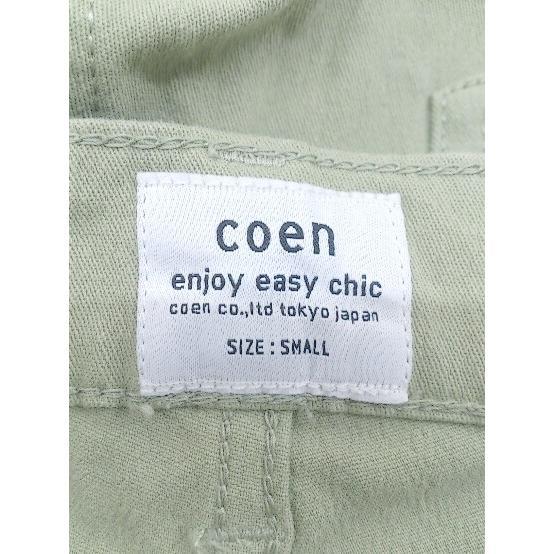 coen
enjoy easy chic
coen co.,ltd tokyo japan
SIZE : SMALL